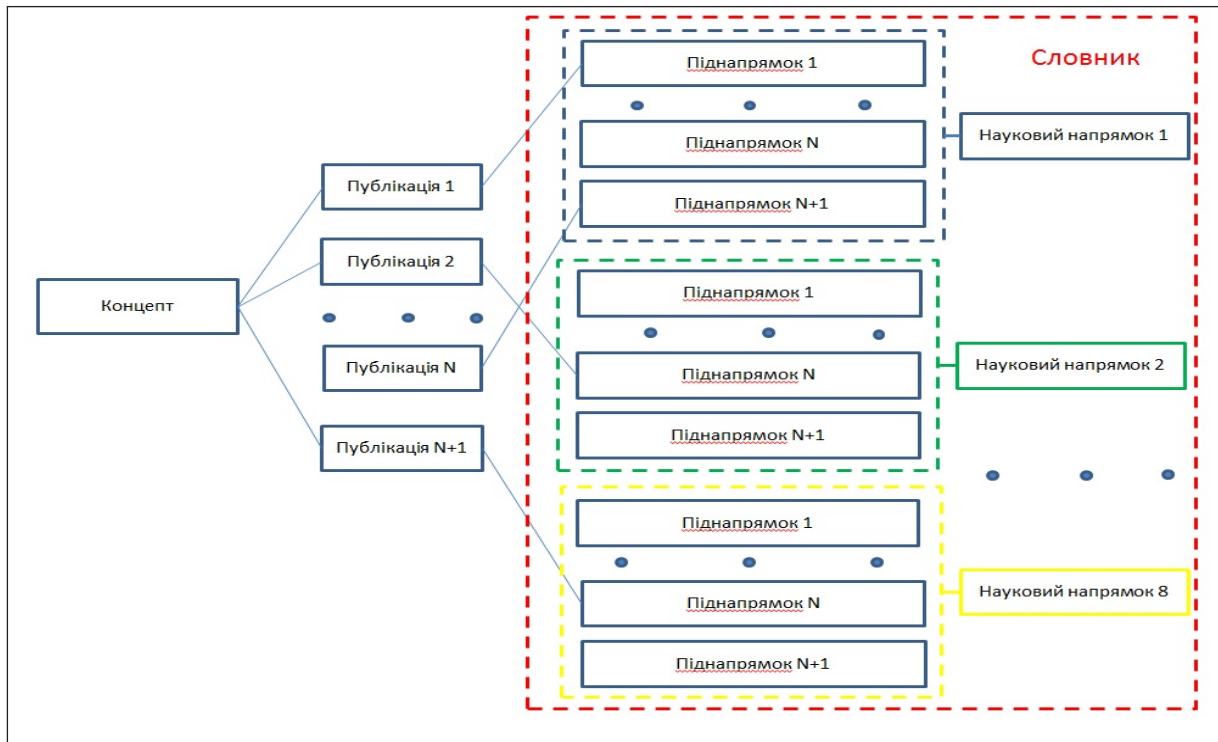 Словник
Піднапрямок 1
Піднапрямок N
Піднапрямок N+1
Науковий напрямок 1
Публікація 1
Публікація 2
Публікація N
Публікація N+1
Концепт
Піднапрямок 1
Піднапрямок N
Піднапрямок N+1
Науковий напрямок 2
Піднапрямок 1
Піднапрямок N
Піднапрямок N+1
Науковий напрямок 8